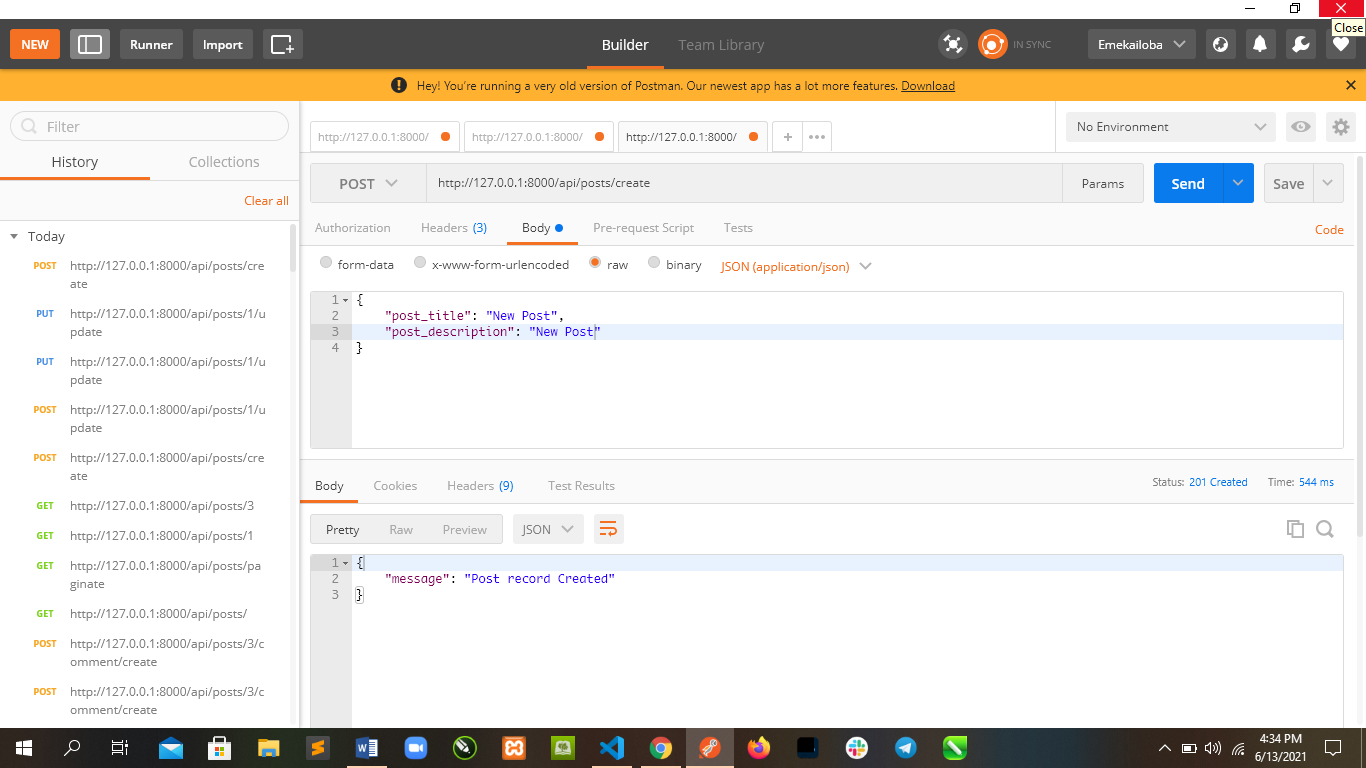 Close
NEW
Runner
Import
Builder
Team Library
IN SYNC
Emekailoba
Hey! You're running a very old version of Postman. Our newest app has a lot more features. Download
Filter
History
Collections
Clear all
Today
POST http://127.0.0.1:8000/api/posts/cre
ate
PUT http://127.0.0.1:8000/api/posts/1/u
pdate
PUT http://127.0.0.1:8000/api/posts/1/u
pdate
POST http://127.0.0.1:8000/api/posts/1/u
pdate
POST http://127.0.0.1:8000/api/posts/cre
ate
GET http://127.0.0.1:8000/api/posts/3
GET http://127.0.0.1:8000/api/posts/1
GET http://127.0.0.1:8000/api/posts/pa
ginate
GET http://127.0.0.1:8000/api/posts/
POST http://127.0.0.1:8000/api/posts/3/c
omment/create
POST http://127.0.0.1:8000/api/posts/3/c
omment/create
http://127.0.0.1:8000/
http://127.0.0.1:8000/
http://127.0.0.1:8000/
No Environment
POST
http://127.0.0.1:8000/api/posts/create
Params
Send
Save
Authorization
Headers (3)
Body
Pre-request Script
Tests
Code
form-data
x-www-form-urlencoded
raw
binary
JSON (application/json)
1 {
2 "post_title": "New Post",
3 "post_description": "New Post"
4 }
Body
Cookies
Headers (9)
Test Results
Status: 201 Created
Time: 544 ms
Pretty
Raw
Preview
JSON
1 {
2 "message": "Post record Created"
3 }
4:34 PM
6/13/2021